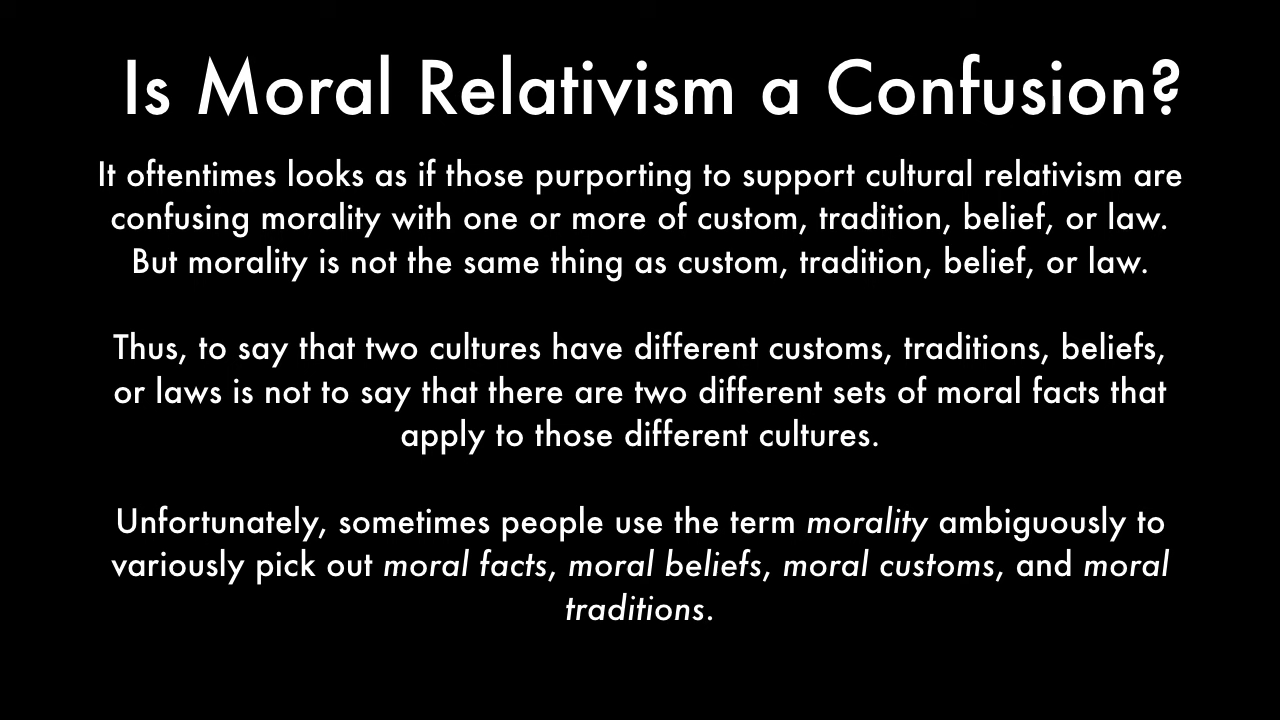 Is Moral Relativism a Confusion?
It oftentimes looks as if those purporting to support cultural relativism are
confusing morality with one or more of custom, tradition, belief, or law.
But morality is not the same thing as custom, tradition, belief, or law.
Thus, to say that two cultures have different customs, traditions, beliefs,
or laws is not to say that there are two different sets of moral facts that
apply to those different cultures.
Unfortunately, sometimes people use the term morality ambiguously to
variously pick out moral facts, moral beliefs, moral customs, and moral
traditions.